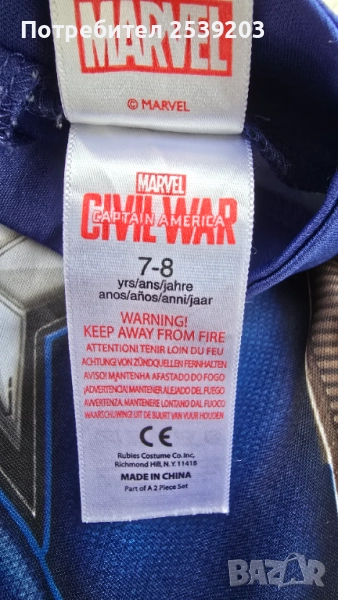 Потребител 2539203
MARVEL
© MARVEL
MARVEL
CIVIL WAR
CAPTAIN AMERICA
7-8
yrs/ans/jahre
anos/años/anni/jaar
WARNING!
KEEP AWAY FROM FIRE
ATTENTION! TENIR LOIN DU FEU
ACHTUNG! VON ZÜNDQUELLEN FERNHALTEN
AVISO! MANTENHA AFASTADO DO FOGO
¡ADVERTENCIA! MANTENER ALEJADO DEL FUEGO
AVVERTENZA. MANTENERE LONTANO DAL FUOCO
WAARSCHUWING! UIT DE BUURT VAN VUUR HOUDEN
CE
Rubies Costume Co. Inc.
Richmond Hill, N.Y. 11418
MADE IN CHINA
Part of A 2 Piece Set
BAZAR